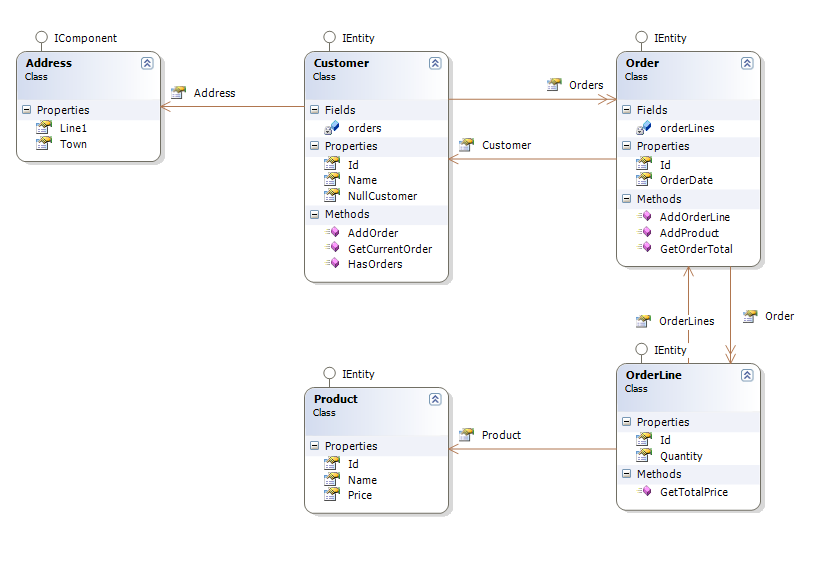 IComponent
Address
Class
Properties
Line1
Town
Address
IEntity
Customer
Class
Fields
orders
Properties
Id
Name
NullCustomer
Methods
AddOrder
GetCurrentOrder
HasOrders
Orders
Customer
IEntity
Order
Class
Fields
orderLines
Properties
Id
OrderDate
Methods
AddOrderLine
AddProduct
GetOrderTotal
OrderLines
Order
IEntity
Product
Class
Properties
Id
Name
Price
Product
IEntity
OrderLine
Class
Properties
Id
Quantity
Methods
GetTotalPrice